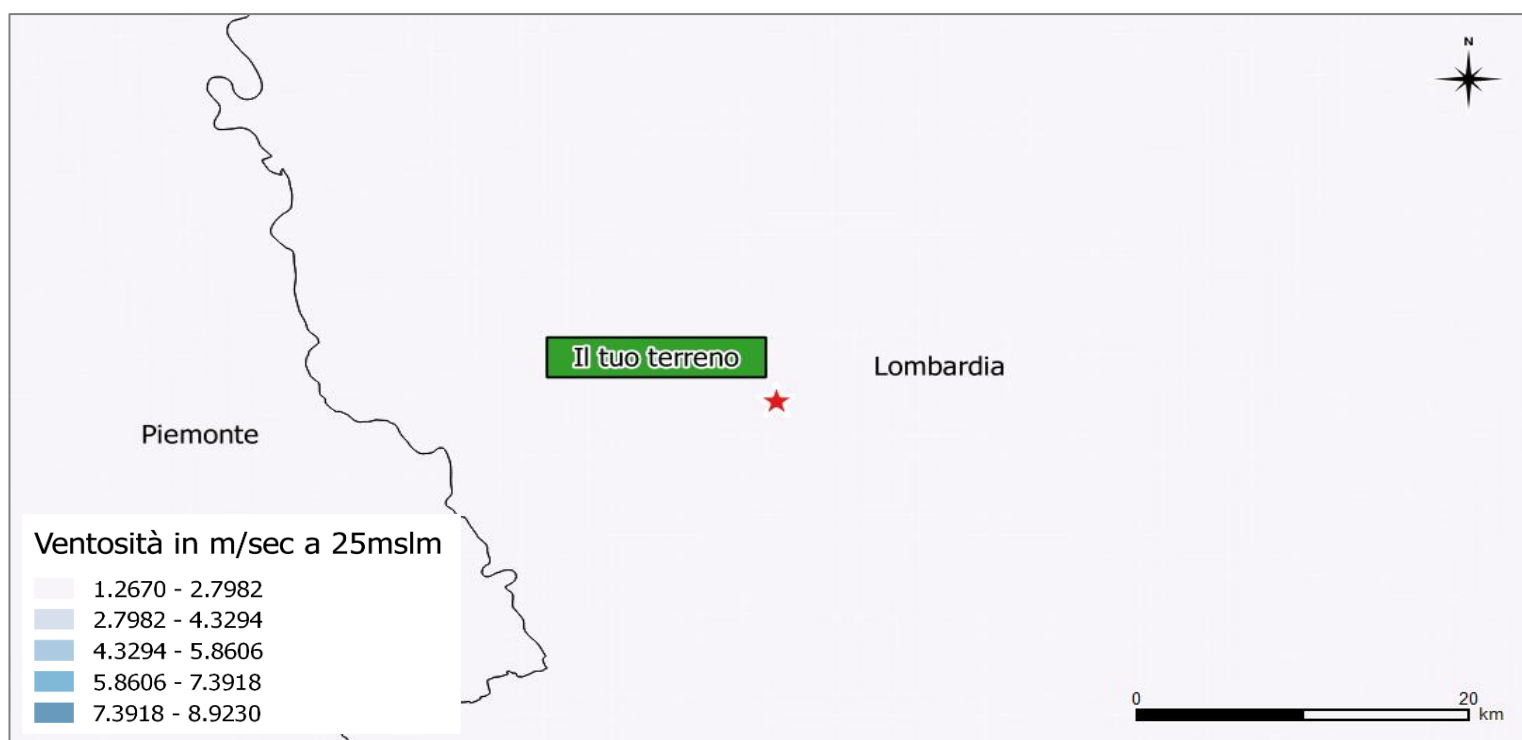 N
Il tuo terreno
Lombardia
Piemonte
Ventosità in m/sec a 25mslm
1.2670 - 2.7982
2.7982 - 4.3294
4.3294 - 5.8606
5.8606 - 7.3918
7.3918 - 8.9230
0 20
km